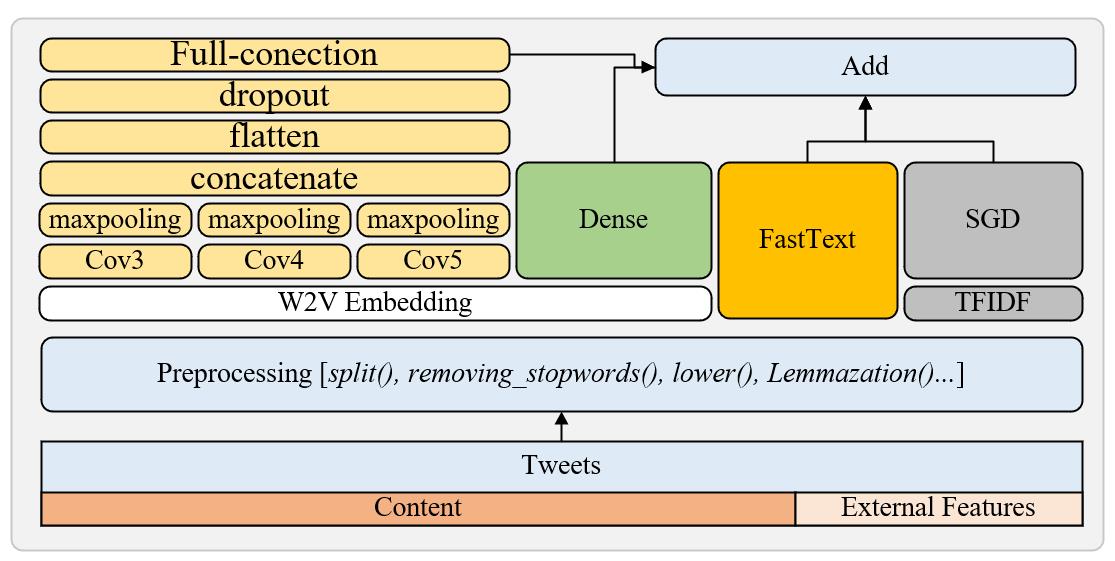 Full-conection
Add
dropout
flatten
concatenate
maxpooling maxpooling maxpooling
Dense
FastText
SGD
Cov3 Cov4 Cov5
W2V Embedding
TFIDF
Preprocessing [split(), removing_stopwords(), lower(), Lemmazation()...]
Tweets
Content
External Features